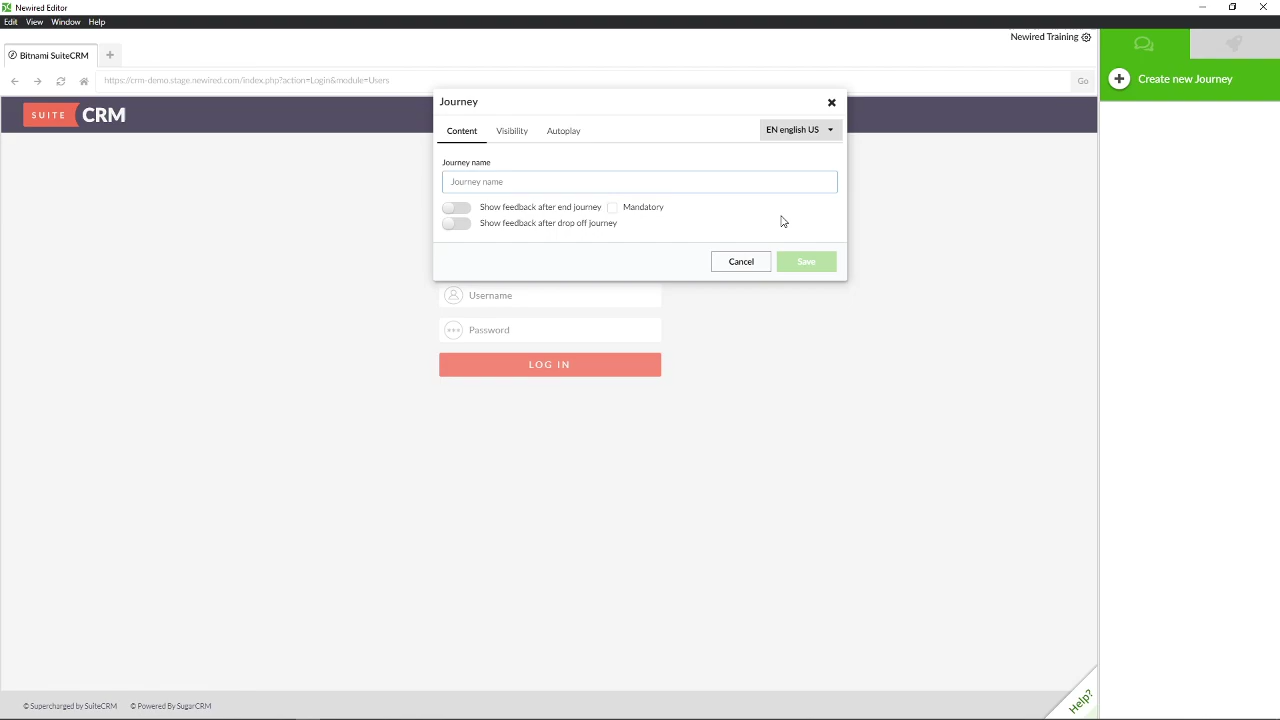 Newired Editor
Edit View Window Help
Newired Training
Bitnami SuiteCRM
https://crm-demo.stage.newired.com/index.php?action=Login&module=Users
Go
Create new Journey
SUITE CRM
Journey
Content Visibility Autoplay EN english US
Journey name
Journey name
Show feedback after end journey Mandatory
Show feedback after drop off journey
Cancel Save
Username
Password
LOG IN
Help?
© Supercharged by SuiteCRM © Powered By SugarCRM